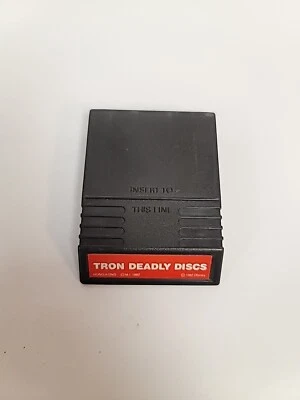 INSERT TO
THIS LINE
TRON DEADLY DISCS